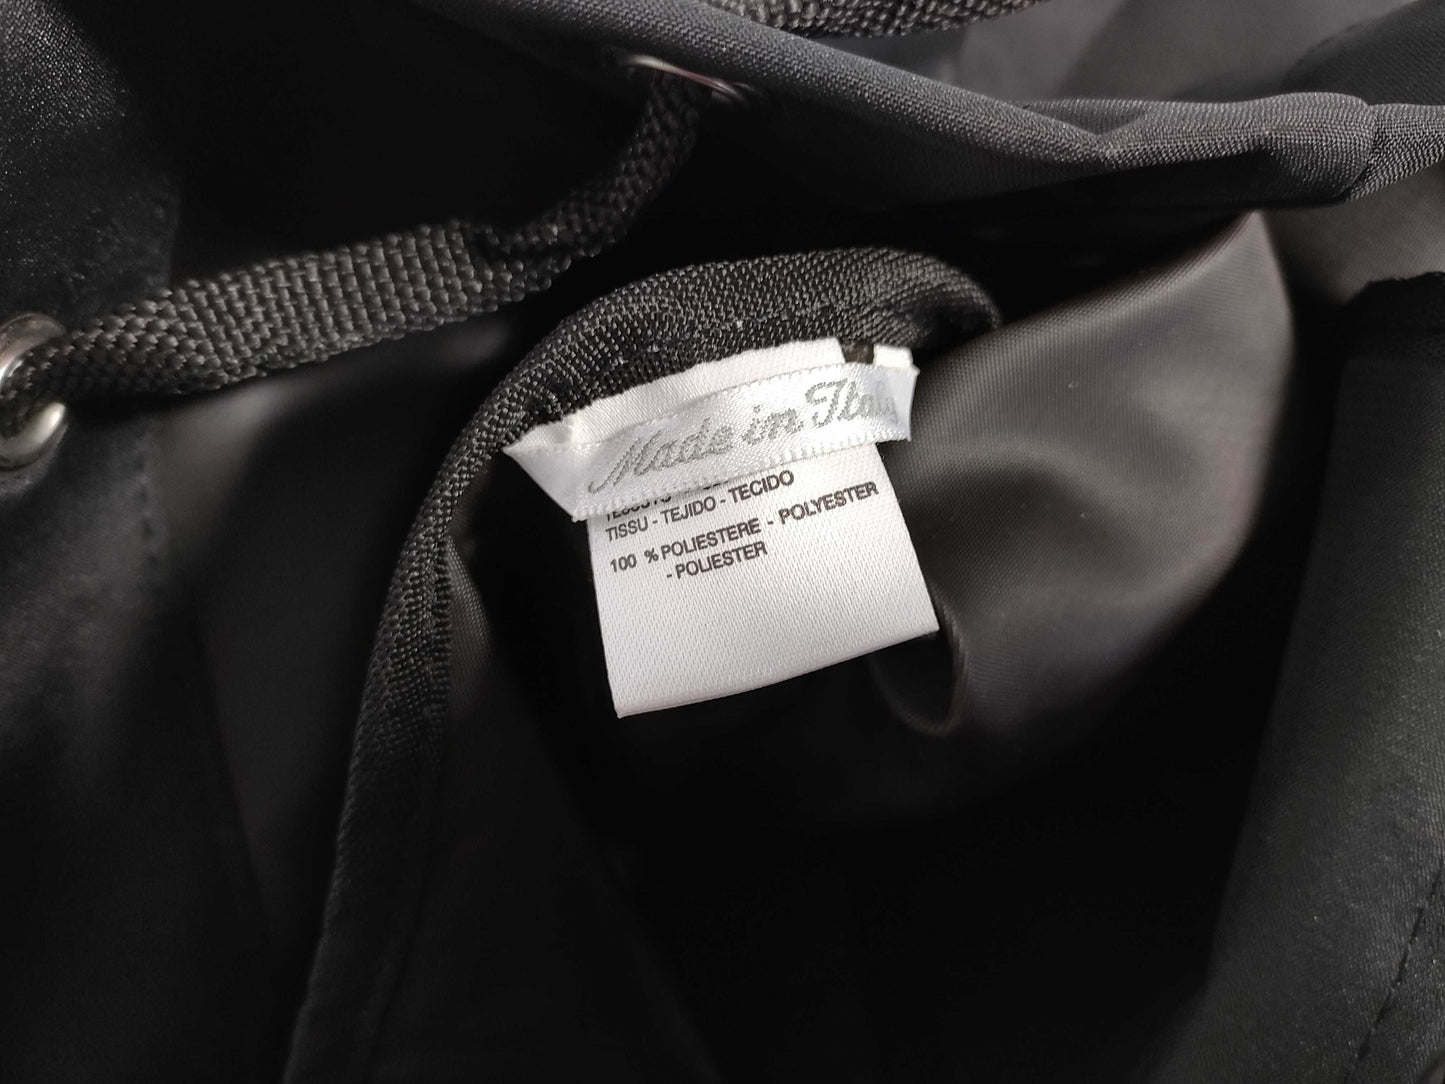 Made in Italy
TISSU - TEJIDO - TECIDO
100 % POLIESTERE - POLYESTER
- POLIESTER